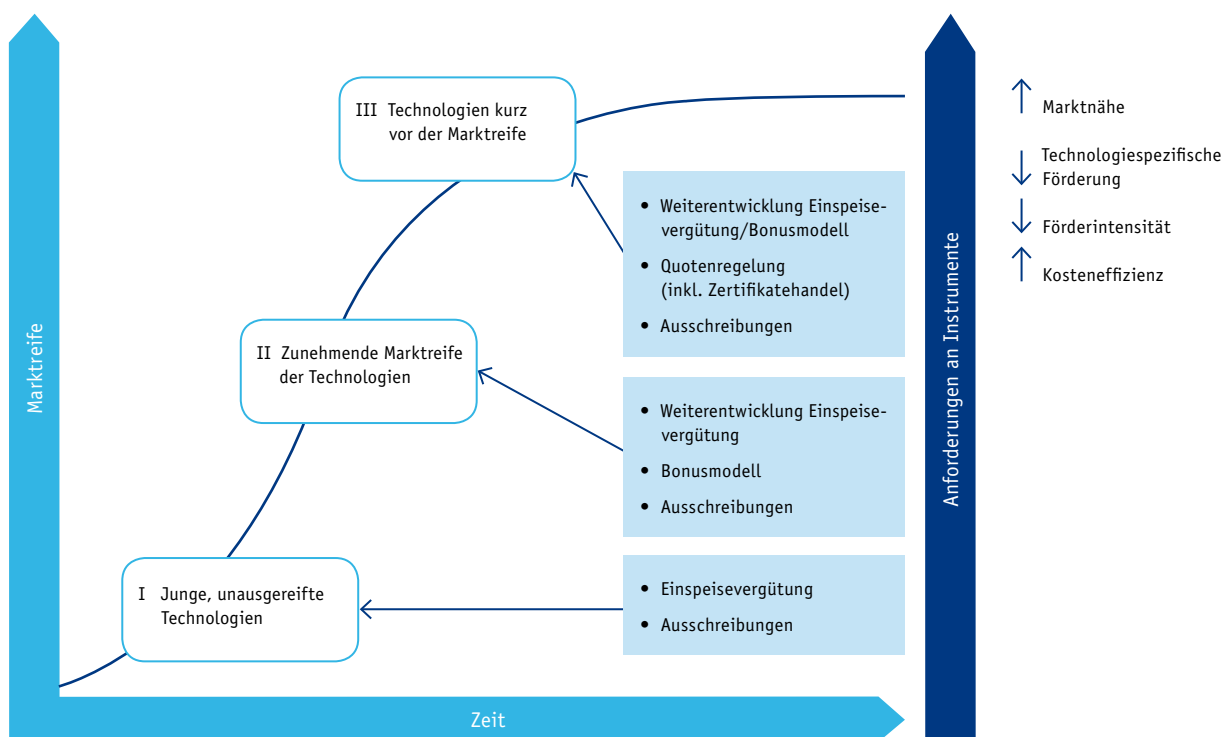 III Technologien kurz
vor der Marktreife
Marktnähe
Technologiespezifische
Förderung
Förderintensität
Kosteneffizienz
• Weiterentwicklung Einspeise-
vergütung/Bonusmodell
• Quotenregelung
(inkl. Zertifikatehandel)
• Ausschreibungen
II Zunehmende Marktreife
der Technologien
• Weiterentwicklung Einspeise-
vergütung
• Bonusmodell
• Ausschreibungen
I Junge, unausgereifte
Technologien
• Einspeisevergütung
• Ausschreibungen
Marktreife
Zeit
Anforderungen an Instrumente